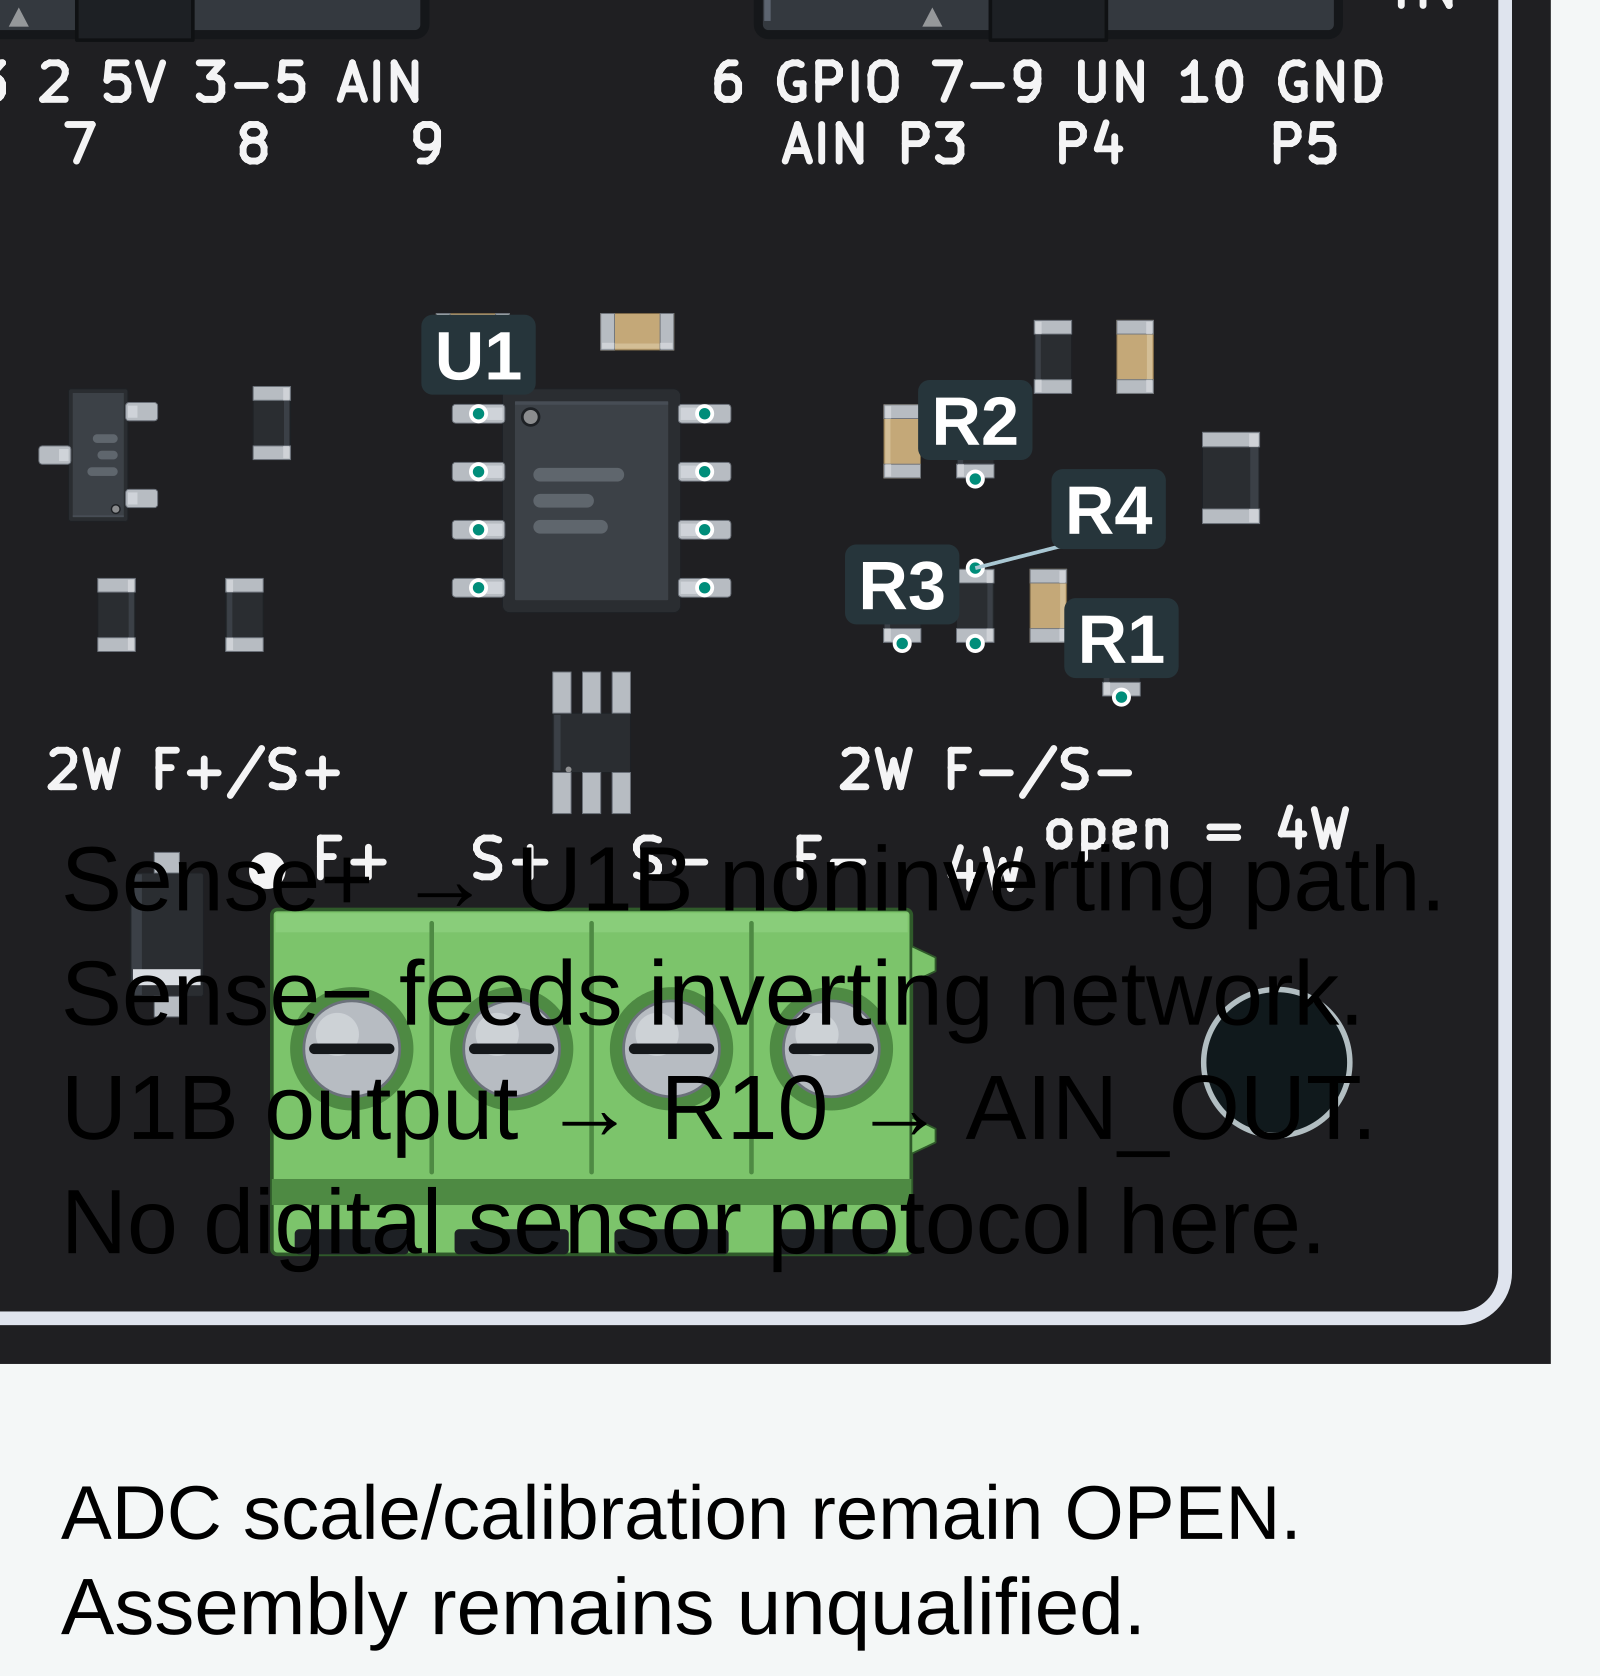 2 5V 3-5 AIN
6 GPIO 7-9 UN 10 GND
7 8 9
AIN P3 P4 P5
U1
R2
R4
R3
R1
2W F+/S+
2W F-/S-
open = 4W
F+ S+ S- F- 4W
Sense+ → U1B noninverting path.
Sense− feeds inverting network.
U1B output → R10 → AIN_OUT.
No digital sensor protocol here.
ADC scale/calibration remain OPEN.
Assembly remains unqualified.